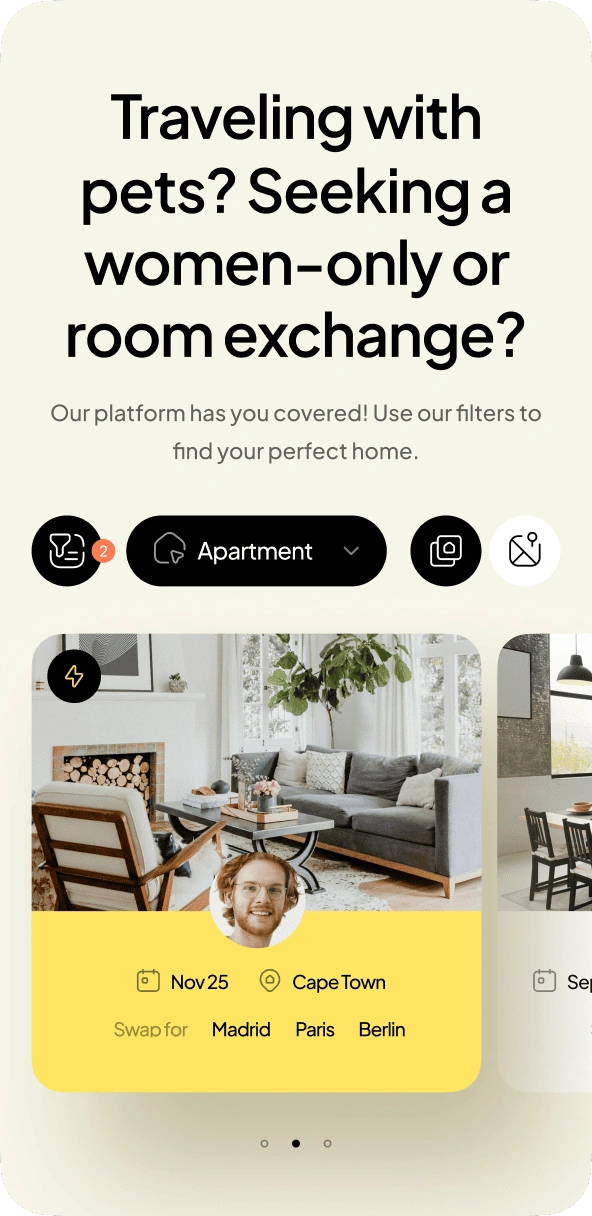 Traveling with
pets? Seeking a
women-only or
room exchange?
Our platform has you covered! Use our filters to
find your perfect home.
2
Apartment
Nov 25 Cape Town
Swap for Madrid Paris Berlin